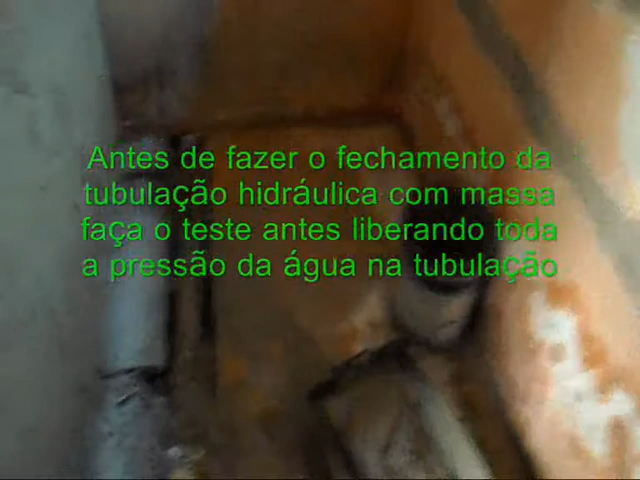 Antes de fazer o fechamento da
tubulação hidráulica com massa
faça o teste antes liberando toda
a pressão da água na tubulação